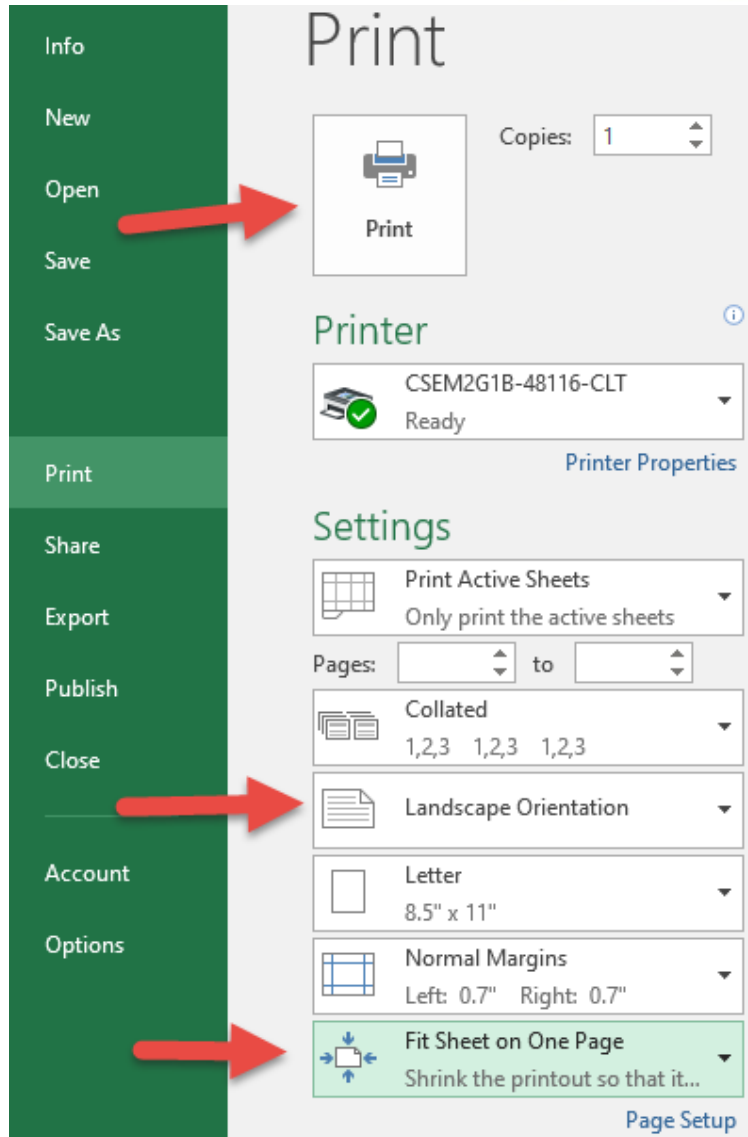 Info
New
Open
Save
Save As
Print
Share
Export
Publish
Close
Account
Options
Print
Copies: 1
Print
Printer
CSEM2G1B-48116-CLT
Ready
Printer Properties
Settings
Print Active Sheets
Only print the active sheets
Pages: to
Collated
1,2,3 1,2,3 1,2,3
Landscape Orientation
Letter
8.5" x 11"
Normal Margins
Left: 0.7" Right: 0.7"
Fit Sheet on One Page
Shrink the printout so that it...
Page Setup